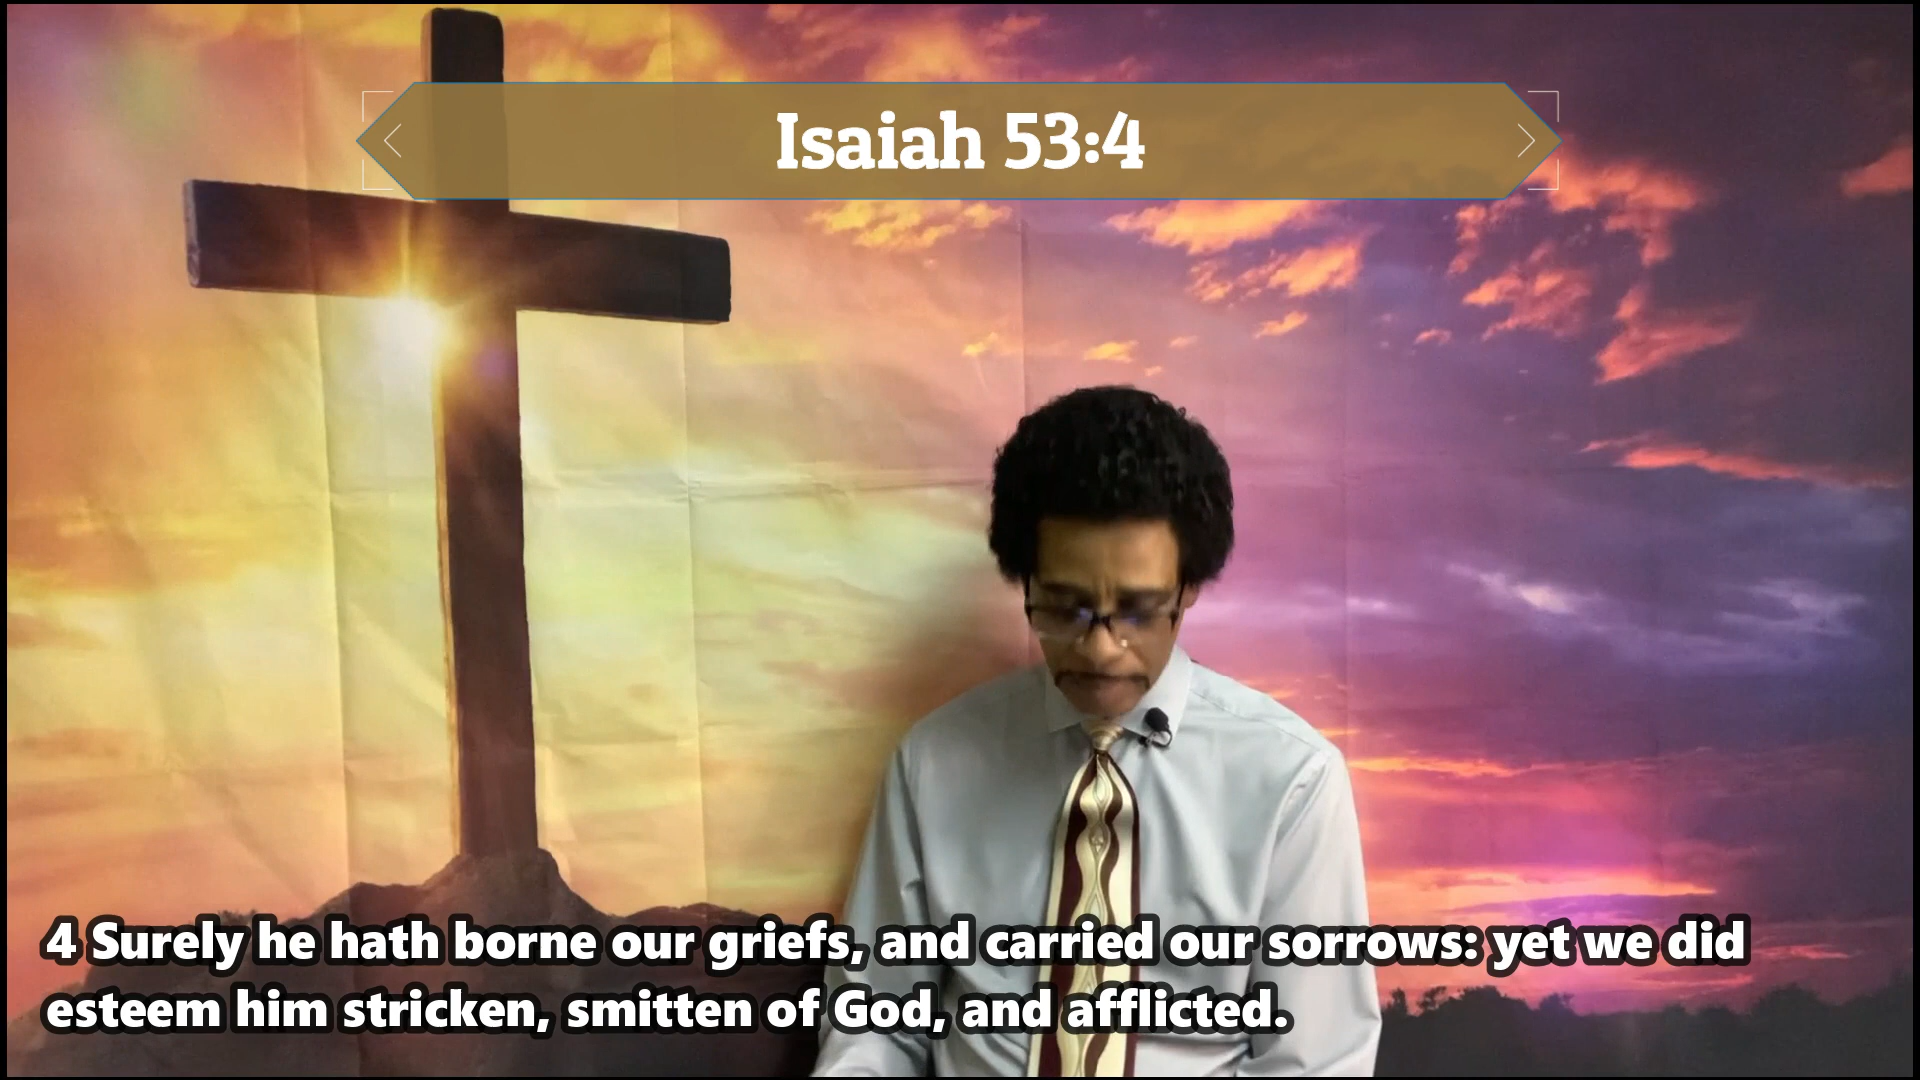 Isaiah 53:4
4 Surely he hath borne our griefs, and carried our sorrows: yet we did
esteem him stricken, smitten of God, and afflicted.